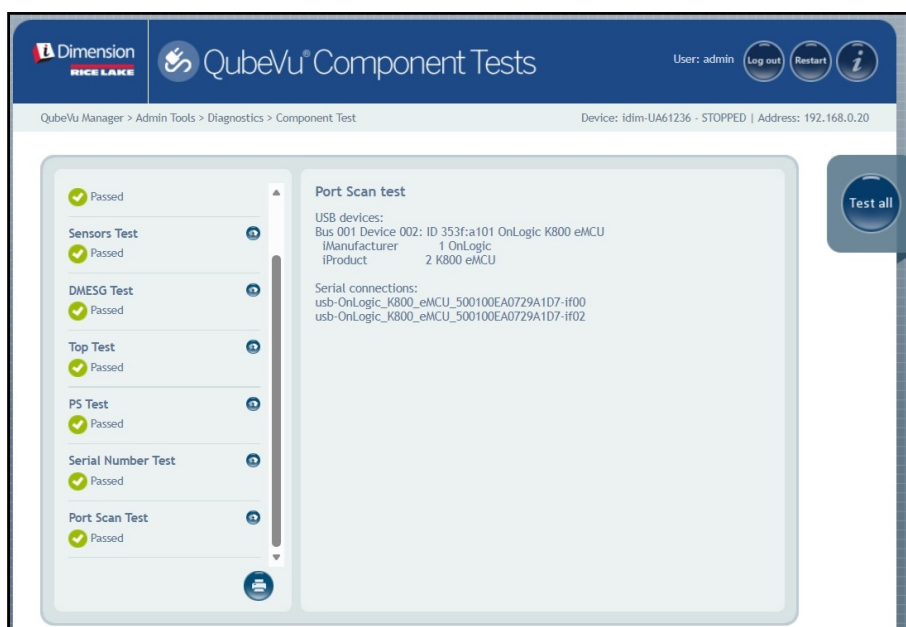 Dimension
RICE LAKE
QubeVu® Component Tests
User: admin
Log out
Restart
i
QubeVu Manager > Admin Tools > Diagnostics > Component Test
Device: idim-UA61236 - STOPPED | Address: 192.168.0.20
Passed
Sensors Test
Passed
DMESG Test
Passed
Top Test
Passed
PS Test
Passed
Serial Number Test
Passed
Port Scan Test
Passed
Port Scan test
USB devices:
Bus 001 Device 002: ID 353f:a101 OnLogic K800 eMCU
iManufacturer 1 OnLogic
iProduct 2 K800 eMCU
Serial connections:
usb-OnLogic_K800_eMCU_500100EA0729A1D7-if00
usb-OnLogic_K800_eMCU_500100EA0729A1D7-if02
Test all